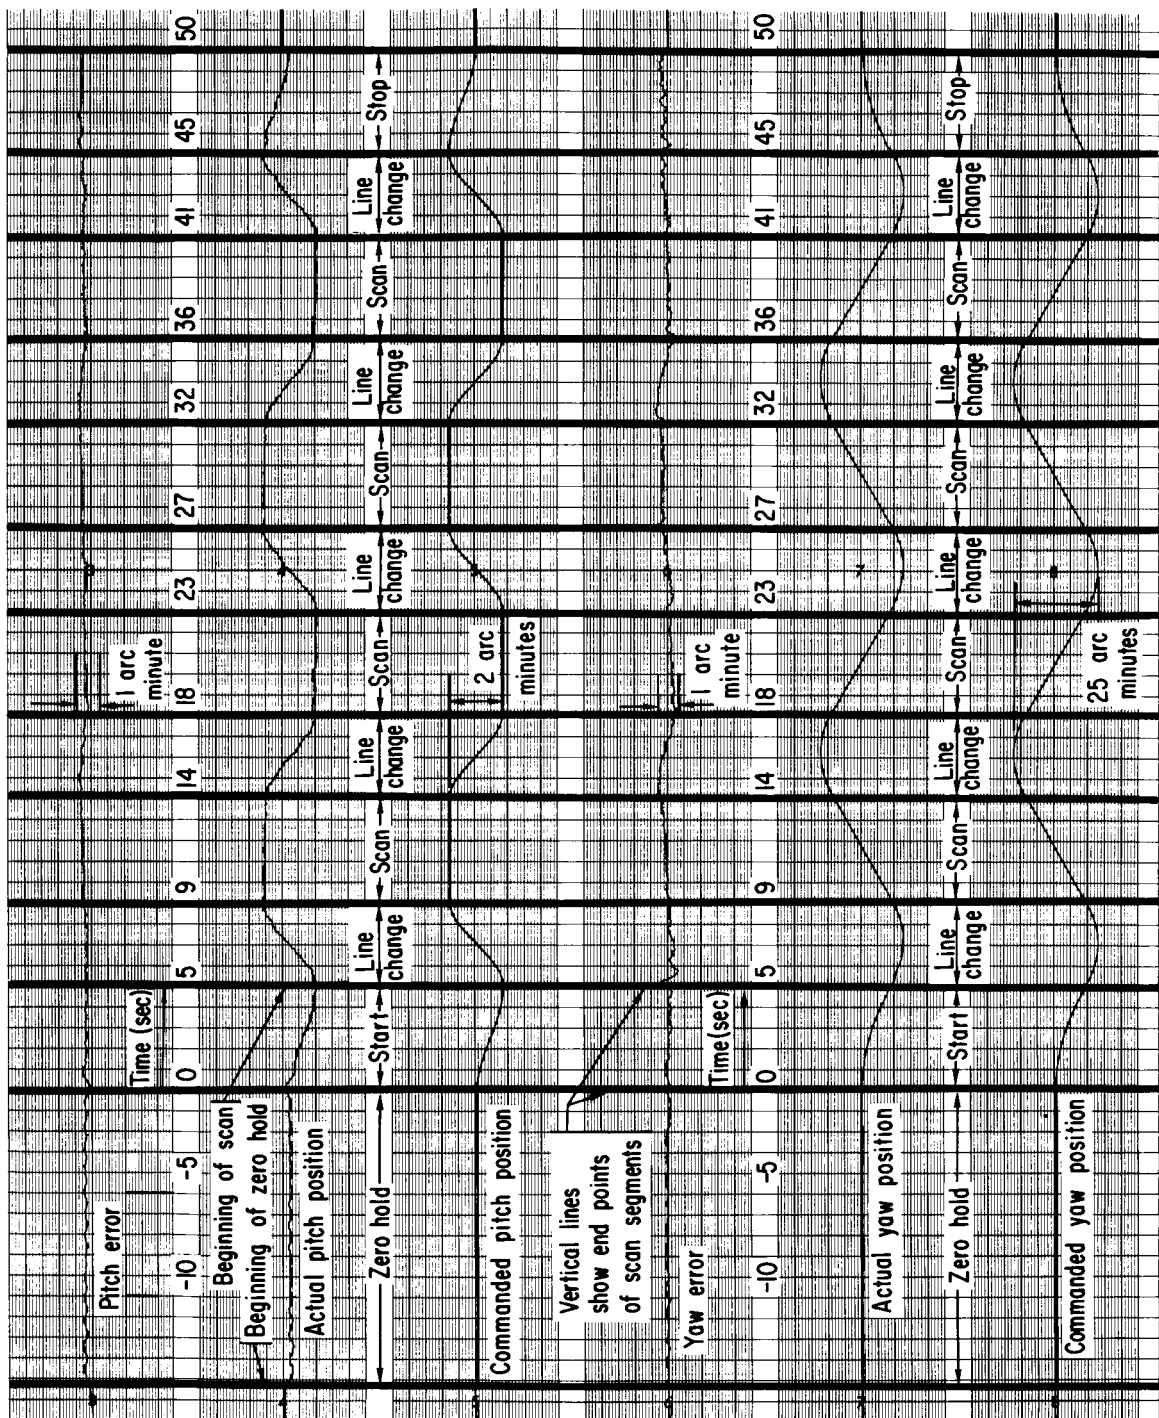 Pitch error
1 arc
minute
Time (sec)
-10
-5
0
5
9
14
18
23
27
32
36
41
45
50
Beginning of scan
Beginning of zero hold
Actual pitch position
Zero hold
Start
Line
change
Scan
Line
change
Scan
Line
change
Scan
Line
change
Scan
Line
change
Stop
Commanded pitch position
2 arc
minutes
Vertical lines
show end points
of scan segments
Yaw error
1 arc
minute
Time (sec)
-10
-5
0
5
9
14
18
23
27
32
36
41
45
50
Actual yaw position
Zero hold
Start
Line
change
Scan
Line
change
Scan
Line
change
Scan
Line
change
Scan
Line
change
Stop
Commanded yaw position
25 arc
minutes